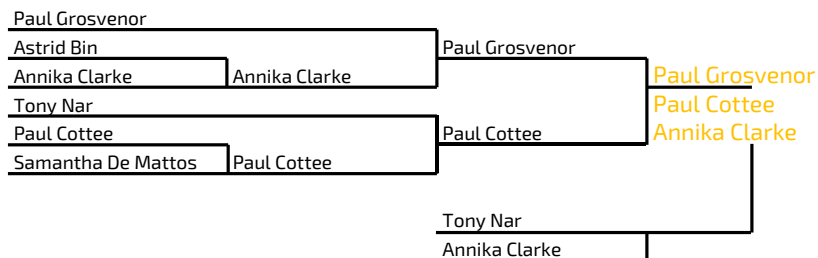 Paul Grosvenor
Astrid Bin
Paul Grosvenor
Annika Clarke
Annika Clarke
Paul Grosvenor
Tony Nar
Paul Cottee
Paul Cottee
Paul Cottee
Annika Clarke
Samantha De Mattos
Paul Cottee
Tony Nar
Annika Clarke